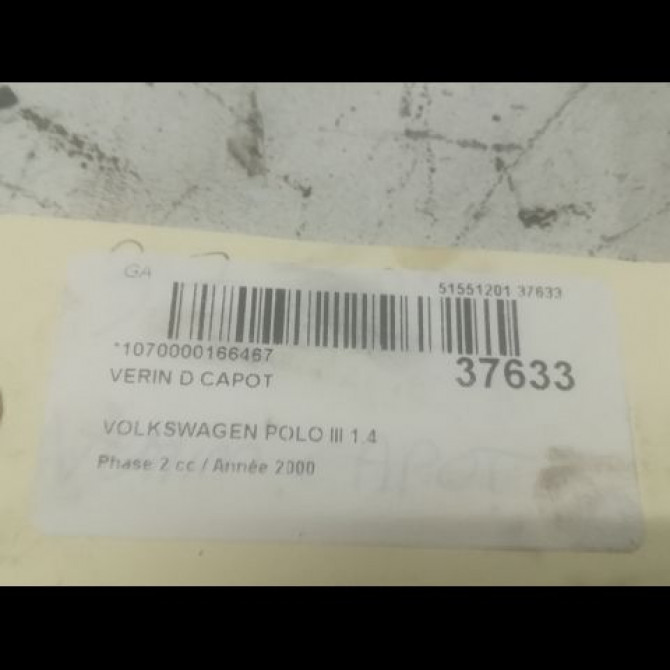 GA
51551201 37633
*1070000166467
37633
VERIN D CAPOT
VOLKSWAGEN POLO III 1.4
Phase 2 cc / Année 2000